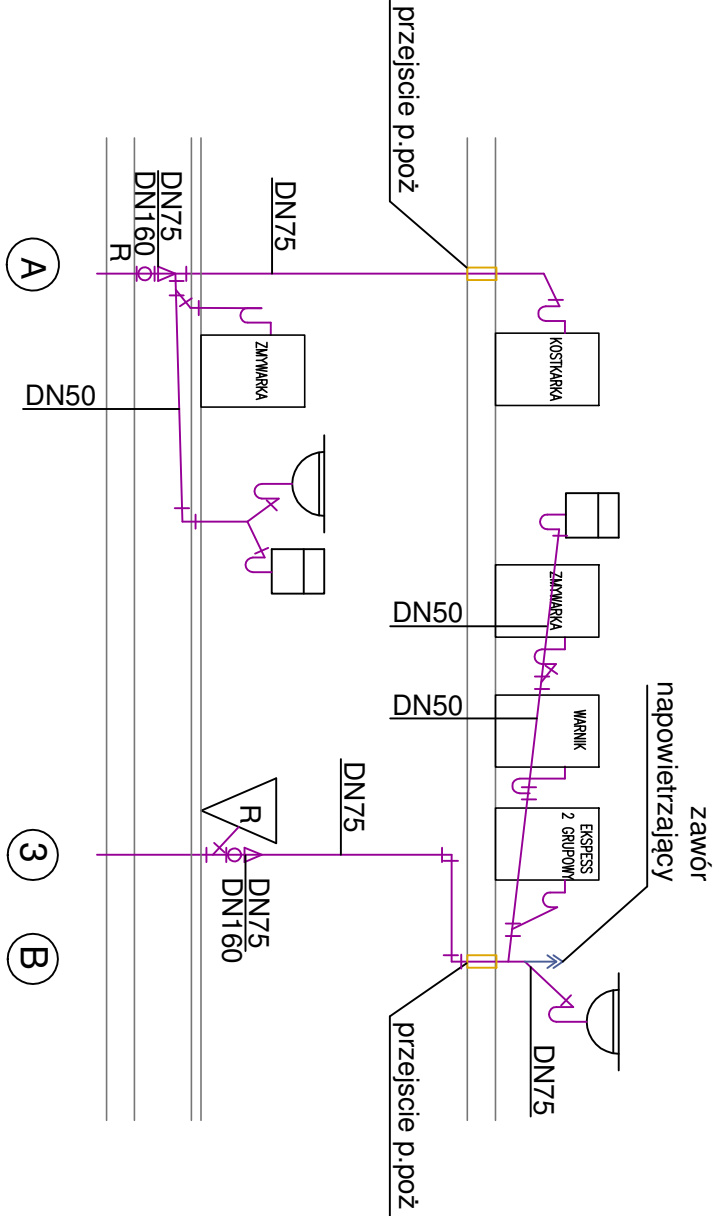 zawór
napowietrzający
przejscie p.poż
KOSTKARKA
ZMYWARKA
WARNIK
EKSPESS
2 GRUPOWY
DN50
DN50
DN75
przejscie p.poż
DN75
DN75
ZMYWARKA
R
DN75
DN160
R
DN75
DN160
DN50
A
3
B